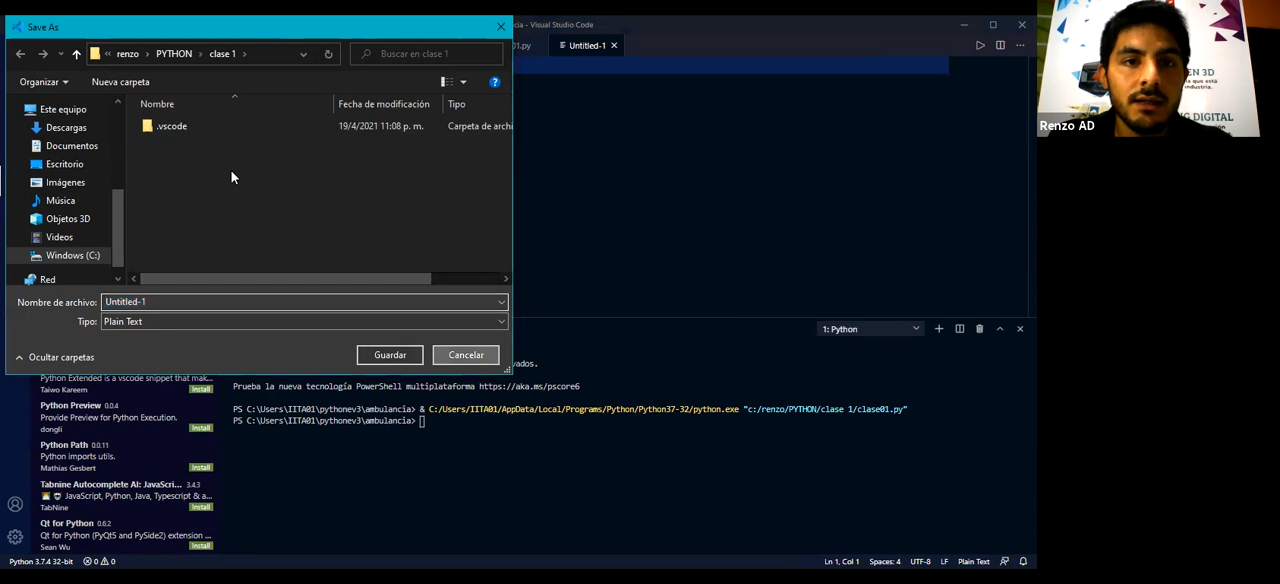 Save As
ncia - Visual Studio Code
renzo › PYTHON › clase 1 ›
Buscar en clase 1
01.py
Untitled-1
Organizar
Nueva carpeta
Nombre
Fecha de modificación
Tipo
.vscode
19/4/2021 11:08 p. m.
Carpeta de archi
Este equipo
Descargas
Documentos
Escritorio
Imágenes
Música
Objetos 3D
Videos
Windows (C:)
Red
Nombre de archivo: Untitled-1
Tipo: Plain Text
Ocultar carpetas
Guardar
Cancelar
EN 3D
que está
industria.
DIGITAL
Renzo AD
1: Python
vados.
Prueba la nueva tecnología PowerShell multiplataforma https://aka.ms/pscore6
PS C:\Users\IITA01\pythonev3\ambulancia> & C:/Users/IITA01/AppData/Local/Programs/Python/Python37-32/python.exe "c:/renzo/PYTHON/clase 1/clase01.py"
PS C:\Users\IITA01\pythonev3\ambulancia>
Python Extended is a vscode snippet that mak...
Taiwo Kareem
Install
Python Preview 0.0.4
Provide Preview for Python Execution.
dongli
Install
Python Path 0.0.11
Python imports utils.
Mathias Gesbert
Install
Tabnine Autocomplete AI: JavaScri... 3.4.3
JavaScript, Python, Java, Typescript & a...
TabNine
Install
Qt for Python 0.6.2
Qt for Python (PyQt5 and PySide2) extension ...
Sean Wu
Install
Python 3.7.4 32-bit
0
0
Ln 1, Col 1
Spaces: 4
UTF-8
LF
Plain Text